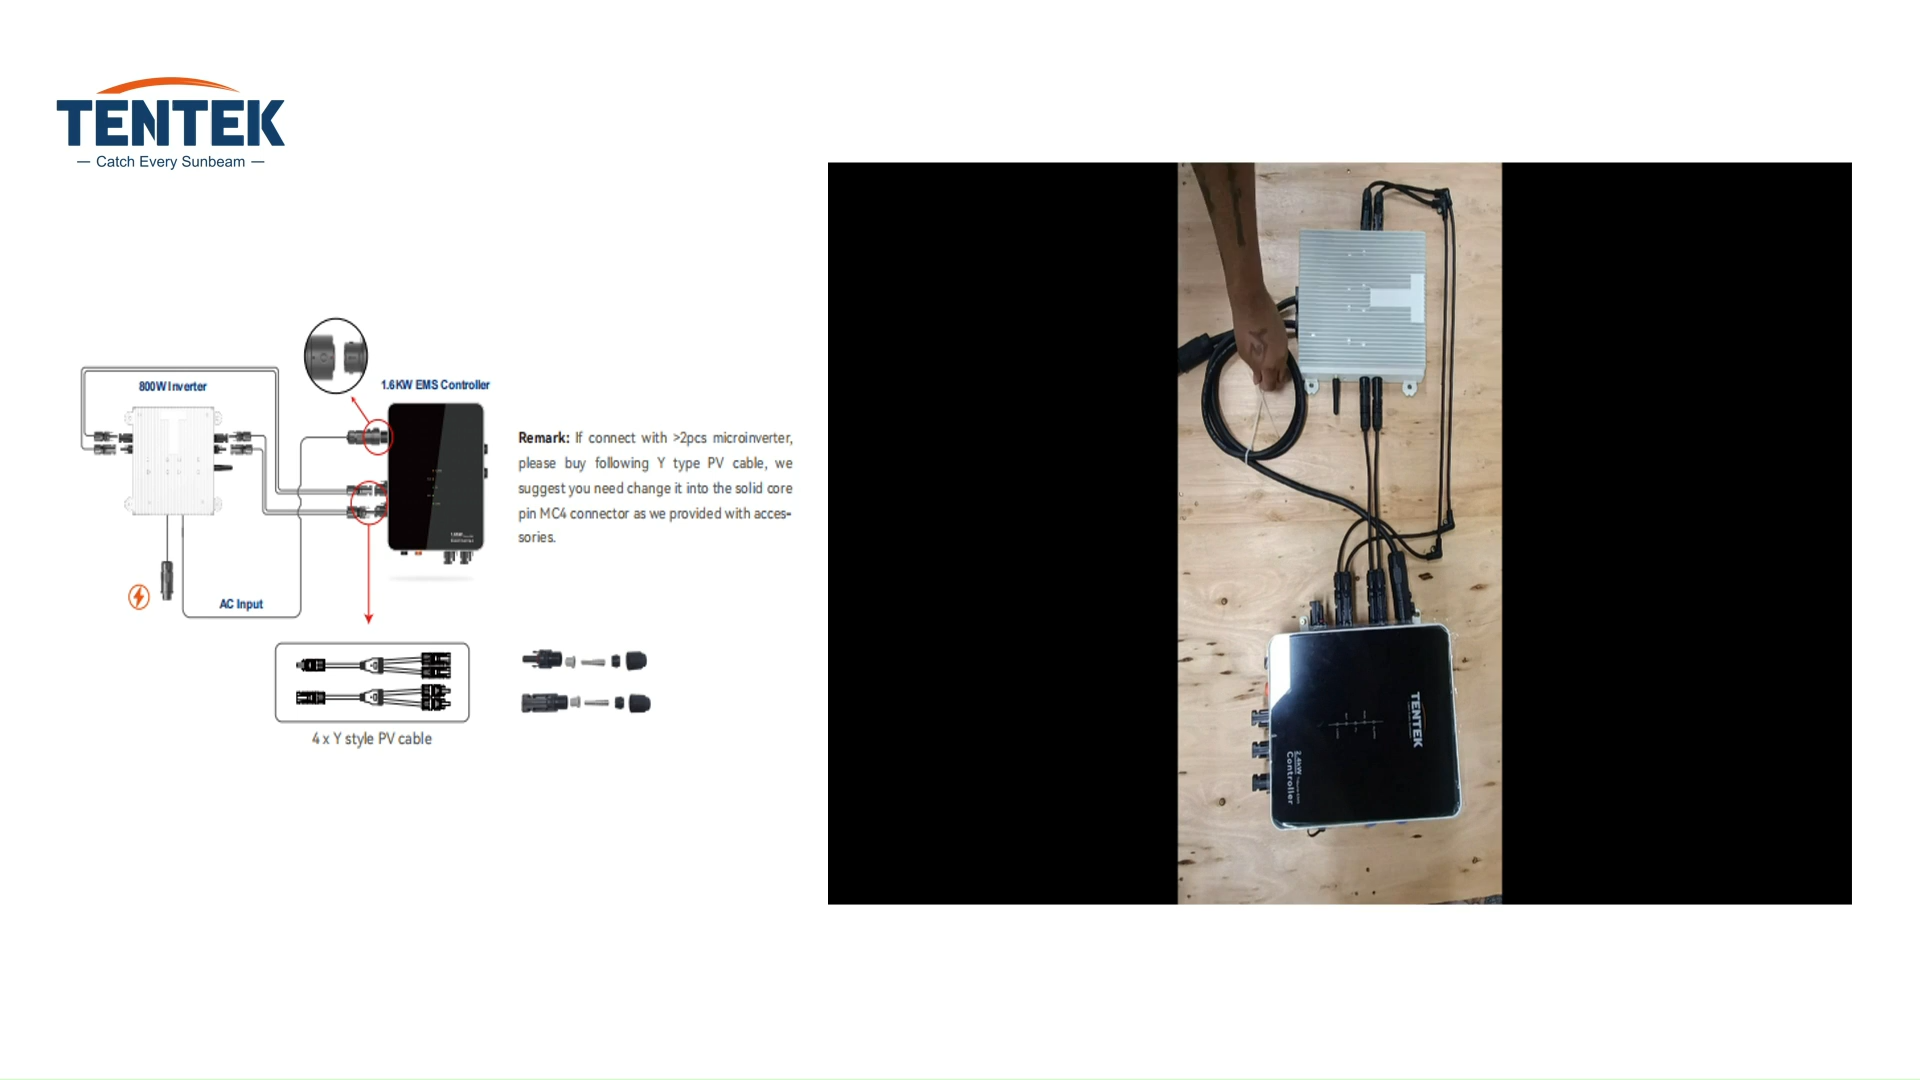 TENTEK
— Catch Every Sunbeam —
800W Inverter
1.6KW EMS Controller
Remark: If connect with >2pcs microinverter,
please buy following Y type PV cable, we
suggest you need change it into the solid core
pin MC4 connector as we provided with acces-
sories.
AC Input
4 x Y style PV cable
TENTEK
2.4kW
Controller